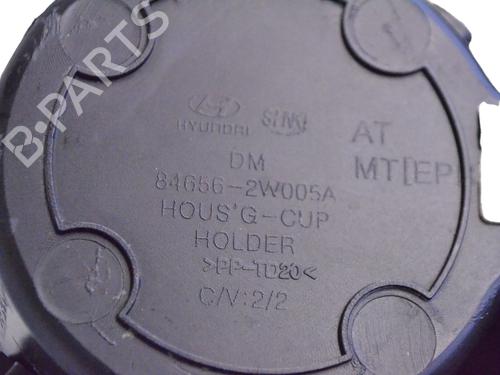 B-PARTS
HYUNDAI
AT
MT[EP
DM
84656-2W005A
HOUS'G-CUP
HOLDER
>PP-TD20<
C/V:2/2